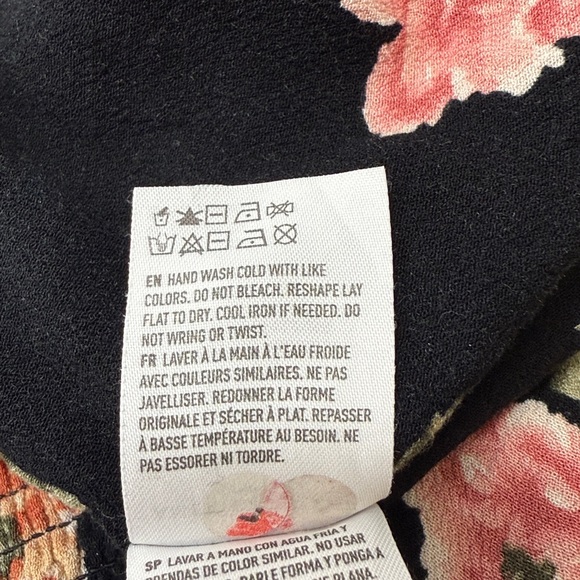 EN HAND WASH COLD WITH LIKE
COLORS. DO NOT BLEACH. RESHAPE LAY
FLAT TO DRY. COOL IRON IF NEEDED. DO
NOT WRING OR TWIST.
FR LAVER À LA MAIN À L'EAU FROIDE
AVEC COULEURS SIMILAIRES. NE PAS
JAVELLISER. REDONNER LA FORME
ORIGINALE ET SÉCHER À PLAT. REPASSER
À BASSE TEMPÉRATURE AU BESOIN. NE
PAS ESSORER NI TORDRE.
SP LAVAR A MANO CON AGUA FRIA Y
PRENDAS DE COLOR SIMILAR. NO USAR
FORMA Y PONGA A
PLANA.